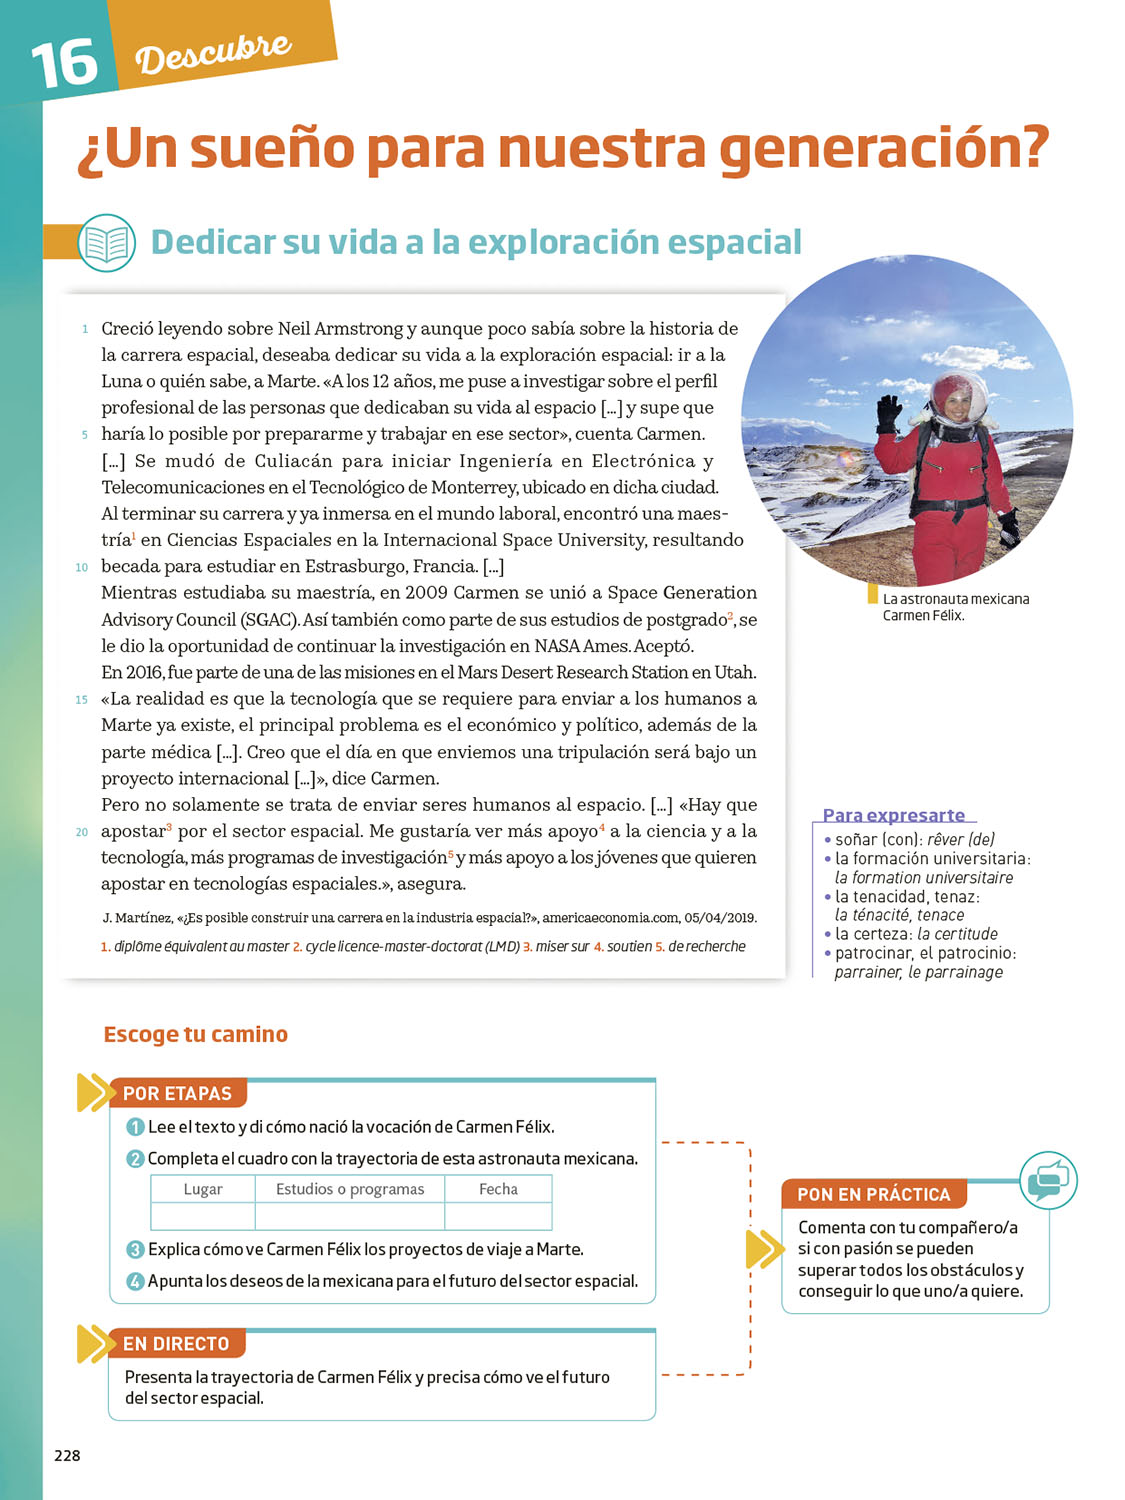 16
Descubre
¿Un sueño para nuestra generación?
Dedicar su vida a la exploración espacial
1 Creció leyendo sobre Neil Armstrong y aunque poco sabía sobre la historia de
la carrera espacial, deseaba dedicar su vida a la exploración espacial: ir a la
Luna o quién sabe, a Marte. «A los 12 años, me puse a investigar sobre el perfil
profesional de las personas que dedicaban su vida al espacio [...] y supe que
5 haría lo posible por prepararme y trabajar en ese sector», cuenta Carmen.
[...] Se mudó de Culiacán para iniciar Ingeniería en Electrónica y
Telecomunicaciones en el Tecnológico de Monterrey, ubicado en dicha ciudad.
Al terminar su carrera y ya inmersa en el mundo laboral, encontró una maes-
tría1 en Ciencias Espaciales en la Internacional Space University, resultando
10 becada para estudiar en Estrasburgo, Francia. [...]
Mientras estudiaba su maestría, en 2009 Carmen se unió a Space Generation
Advisory Council (SGAC). Así también como parte de sus estudios de postgrado2, se
le dio la oportunidad de continuar la investigación en NASA Ames. Aceptó.
En 2016, fue parte de una de las misiones en el Mars Desert Research Station en Utah.
15 «La realidad es que la tecnología que se requiere para enviar a los humanos a
Marte ya existe, el principal problema es el económico y político, además de la
parte médica [...]. Creo que el día en que enviemos una tripulación será bajo un
proyecto internacional [...]», dice Carmen.
Pero no solamente se trata de enviar seres humanos al espacio. [...] «Hay que
20 apostar3 por el sector espacial. Me gustaría ver más apoyo4 a la ciencia y a la
tecnología, más programas de investigación5 y más apoyo a los jóvenes que quieren
apostar en tecnologías espaciales.», asegura.
J. Martínez, «¿Es posible construir una carrera en la industria espacial?», americaeconomia.com, 05/04/2019.
1. diplôme équivalent au master 2. cycle licence-master-doctorat (LMD) 3. miser sur 4. soutien 5. de recherche
La astronauta mexicana
Carmen Félix.
Para expresarte
• soñar (con): rêver (de)
• la formación universitaria:
la formation universitaire
• la tenacidad, tenaz:
la ténacité, tenace
• la certeza: la certitude
• patrocinar, el patrocinio:
parrainer, le parrainage
Escoge tu camino
POR ETAPAS
1 Lee el texto y di cómo nació la vocación de Carmen Félix.
2 Completa el cuadro con la trayectoria de esta astronauta mexicana.
Lugar Estudios o programas Fecha
3 Explica cómo ve Carmen Félix los proyectos de viaje a Marte.
4 Apunta los deseos de la mexicana para el futuro del sector espacial.
EN DIRECTO
Presenta la trayectoria de Carmen Félix y precisa cómo ve el futuro
del sector espacial.
PON EN PRÁCTICA
Comenta con tu compañero/a
si con pasión se pueden
superar todos los obstáculos y
conseguir lo que uno/a quiere.
228